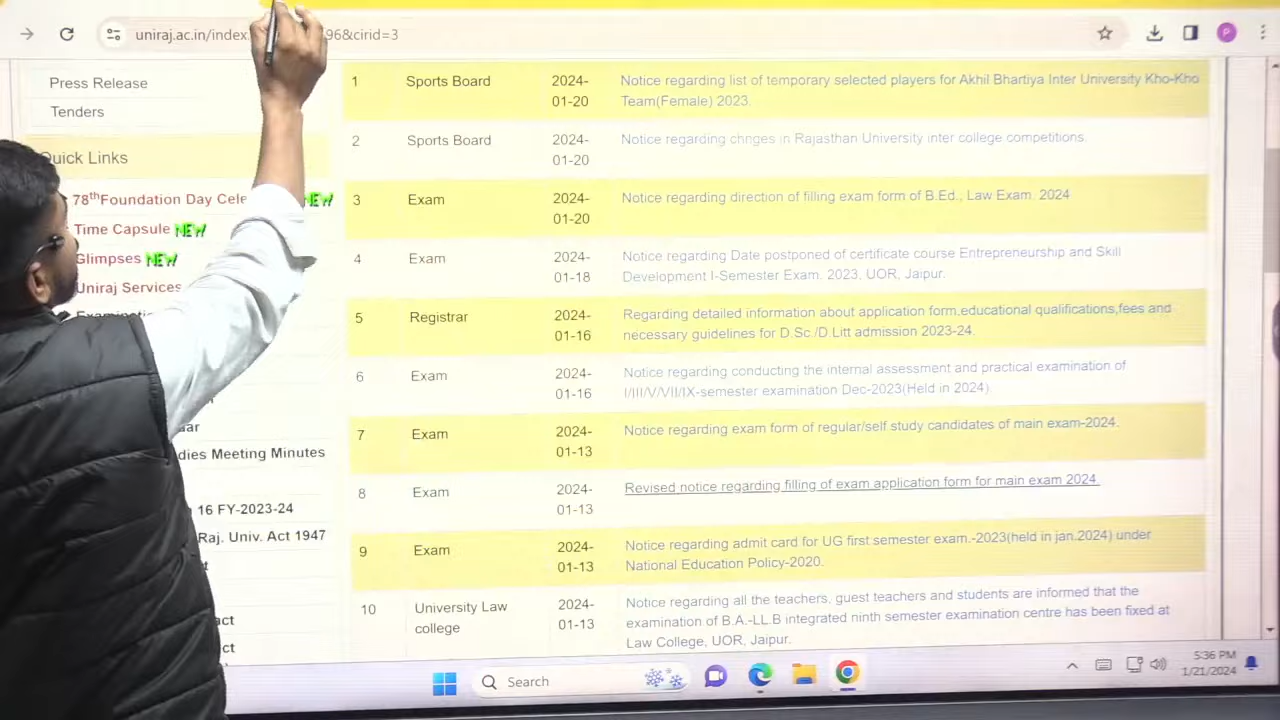 uniraj.ac.in/index. 96&cirid=3
Press Release
Tenders
Quick Links
78thFoundation Day Cele NEW
Time Capsule NEW
Glimpses NEW
Uniraj Services
dies Meeting Minutes
16 FY-2023-24
Raj. Univ. Act 1947
1 Sports Board 2024-01-20 Notice regarding list of temporary selected players for Akhil Bhartiya Inter University Kho-Kho
Team(Female) 2023.
2 Sports Board 2024-01-20 Notice regarding chnges in Rajasthan University inter college competitions.
3 Exam 2024-01-20 Notice regarding direction of filling exam form of B.Ed., Law Exam. 2024
4 Exam 2024-01-18 Notice regarding Date postponed of certificate course Entrepreneurship and Skill
Development I-Semester Exam. 2023, UOR, Jaipur.
5 Registrar 2024-01-16 Regarding detailed information about application form,educational qualifications,fees and
necessary guidelines for D.Sc./D.Litt admission 2023-24.
6 Exam 2024-01-16 Notice regarding conducting the internal assessment and practical examination of
I/III/V/VII/IX-semester examination Dec-2023(Held in 2024).
7 Exam 2024-01-13 Notice regarding exam form of regular/self study candidates of main exam-2024.
8 Exam 2024-01-13 Revised notice regarding filling of exam application form for main exam 2024.
9 Exam 2024-01-13 Notice regarding admit card for UG first semester exam.-2023(held in jan.2024) under
National Education Policy-2020.
10 University Law college 2024-01-13 Notice regarding all the teachers, guest teachers and students are informed that the
examination of B.A.-LL.B integrated ninth semester examination centre has been fixed at
Law College, UOR, Jaipur.
Search
5:36 PM
1/21/2024